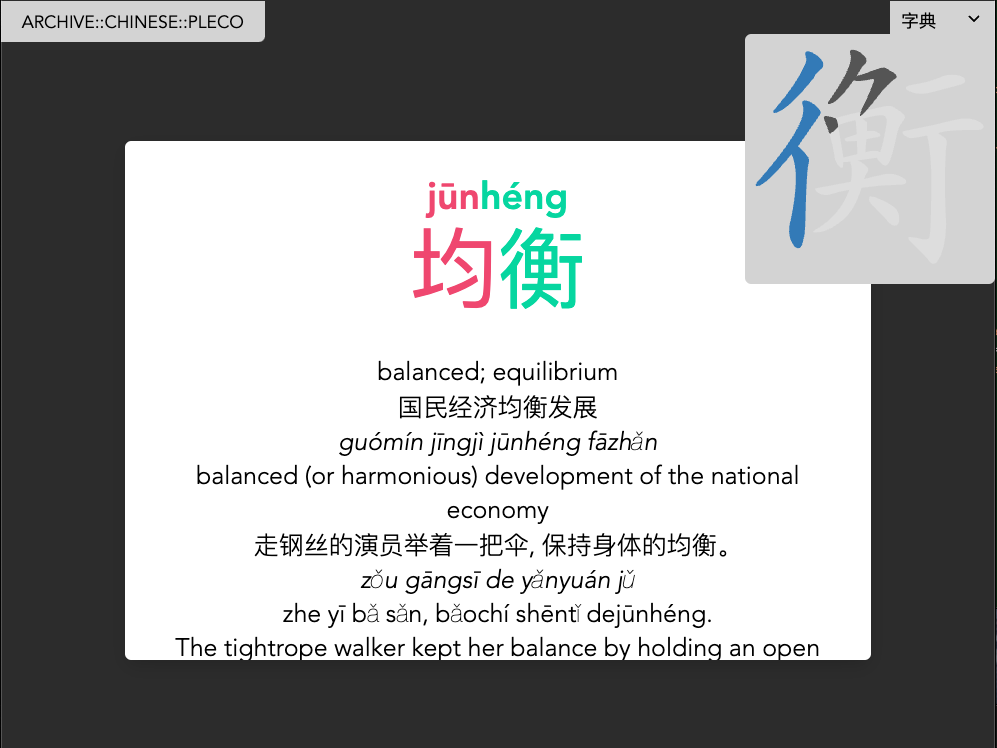 ARCHIVE::CHINESE::PLECO
字典
衡
jūnhéng
均衡
balanced; equilibrium
国民经济均衡发展
guómín jīngjì jūnhéng fāzhǎn
balanced (or harmonious) development of the national
economy
走钢丝的演员举着一把伞, 保持身体的均衡。
zǒu gāngsī de yǎnyuán jǔ
zhe yī bǎ sǎn, bǎochí shēntǐ dejūnhéng.
The tightrope walker kept her balance by holding an open